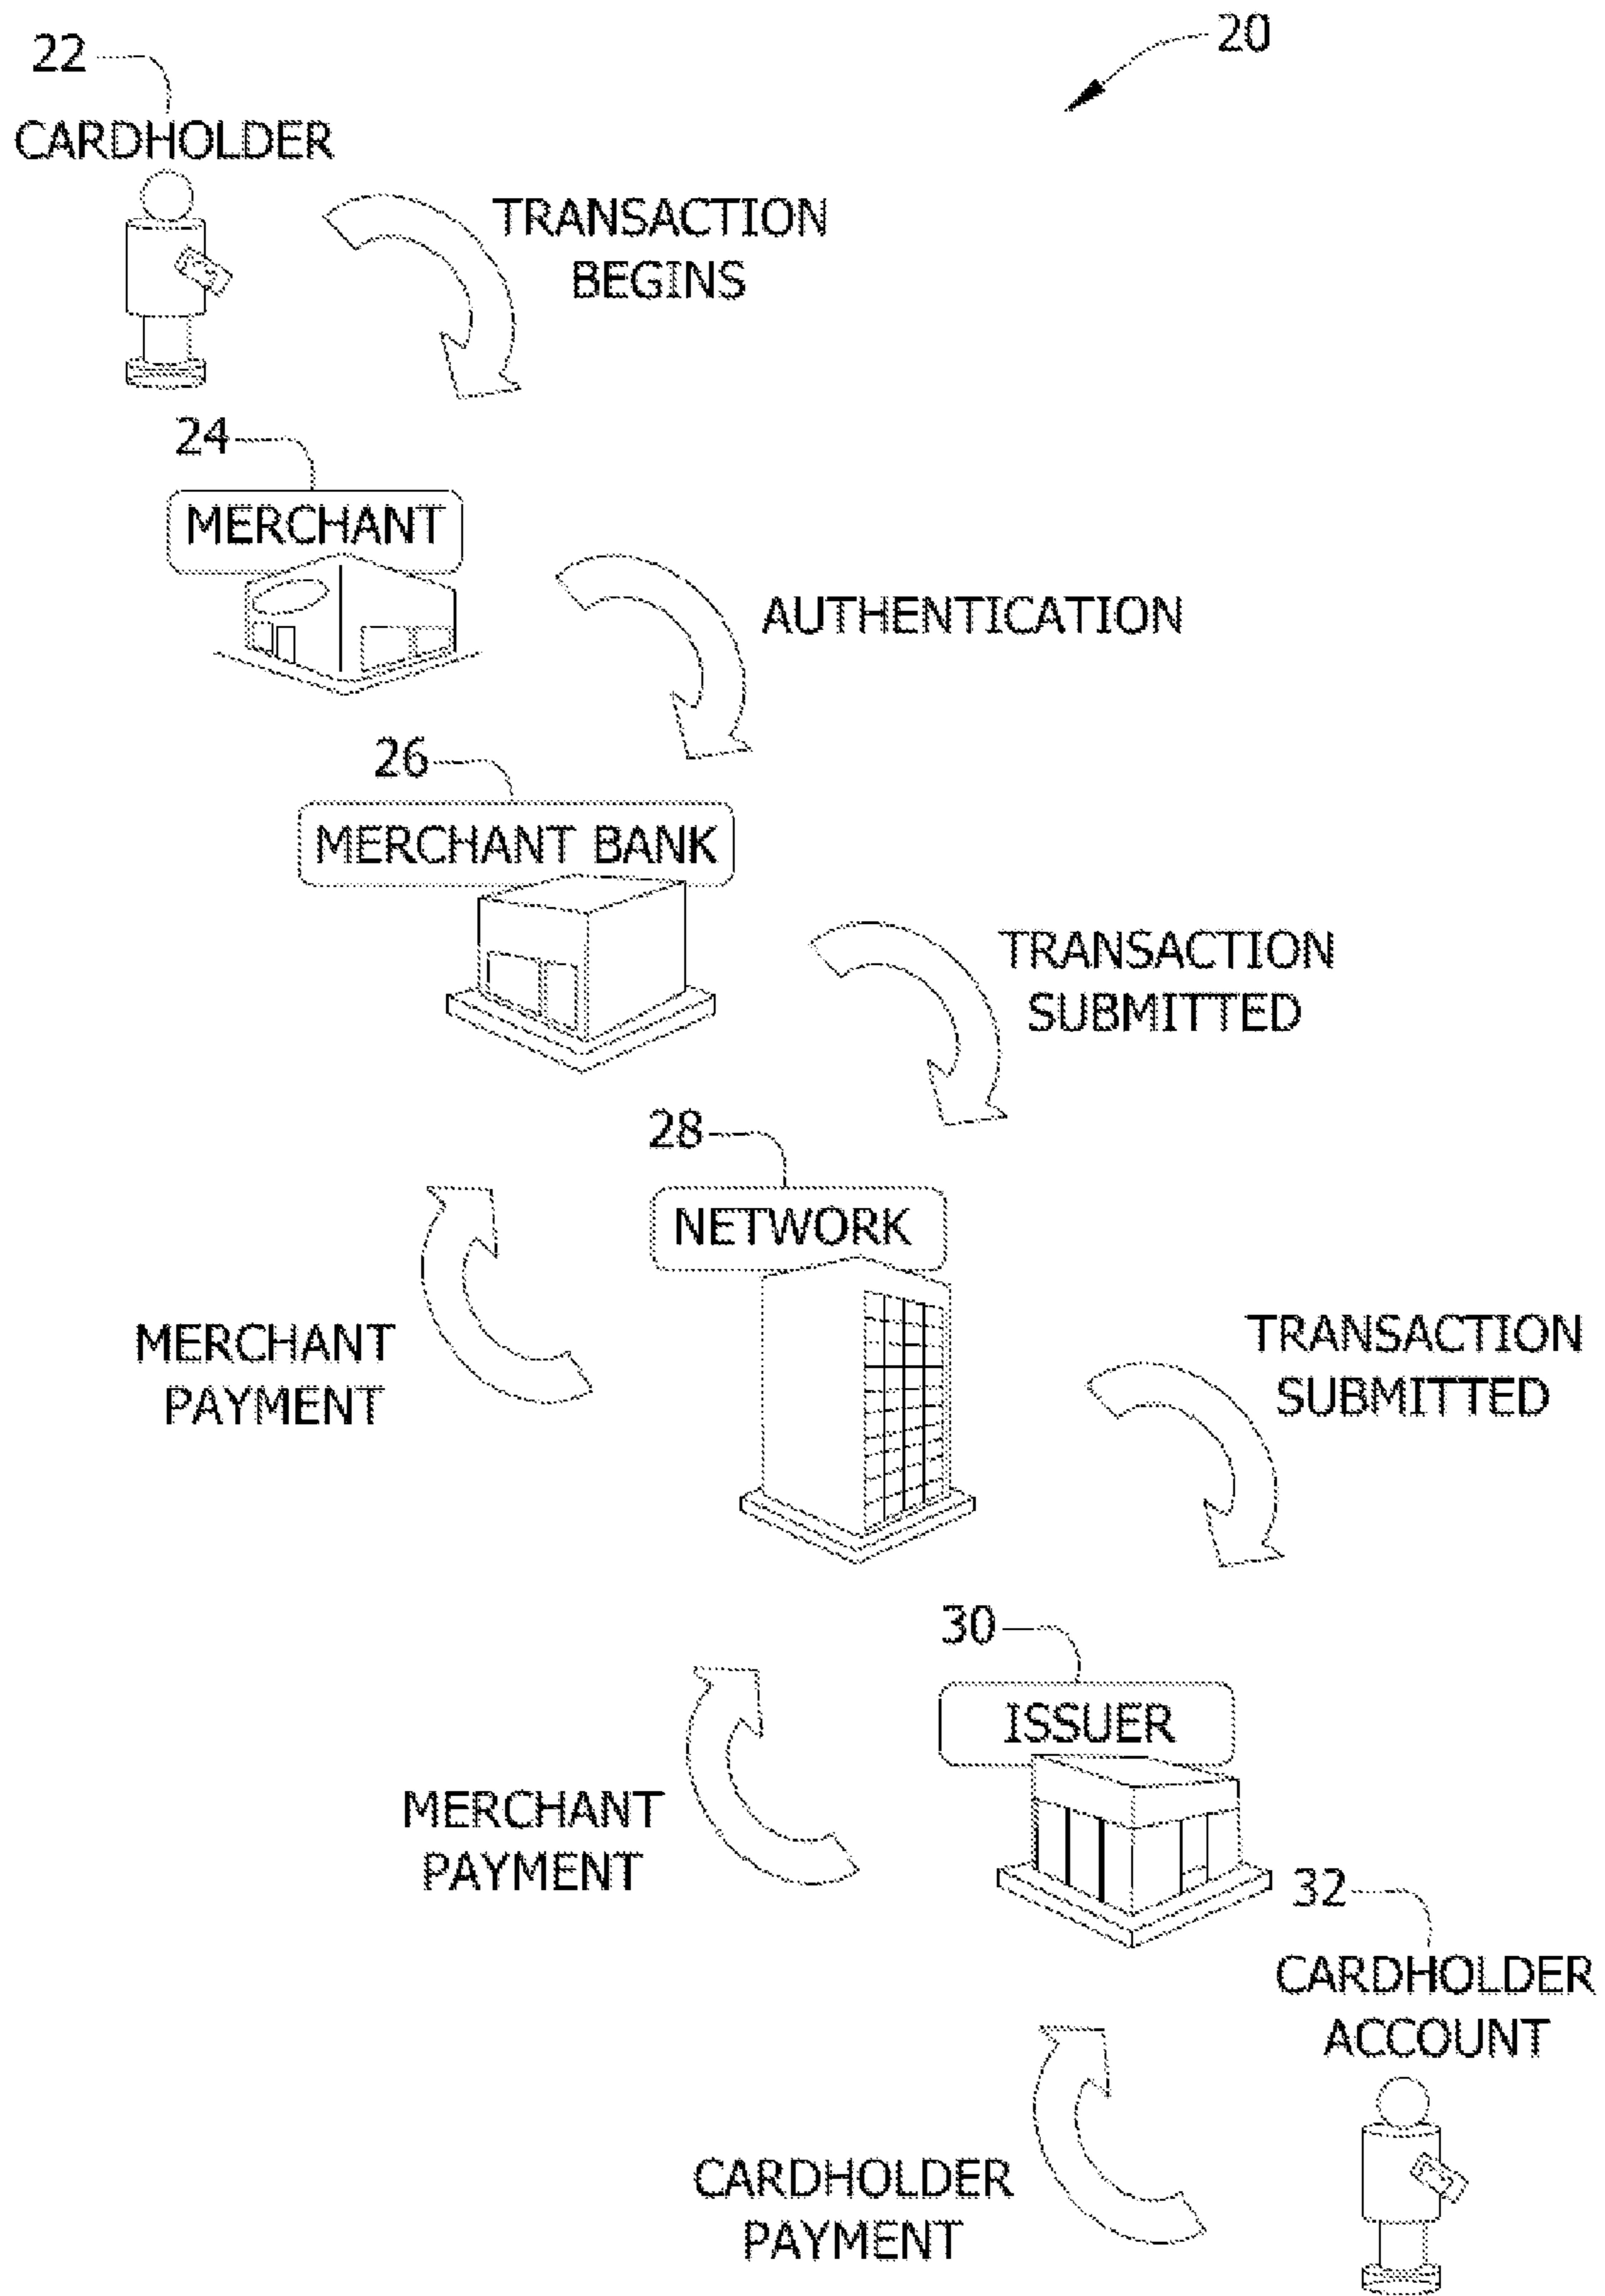 20
22
CARDHOLDER
TRANSACTION
BEGINS
24
MERCHANT
AUTHENTICATION
26
MERCHANT BANK
TRANSACTION
SUBMITTED
28
NETWORK
MERCHANT
PAYMENT
TRANSACTION
SUBMITTED
30
ISSUER
MERCHANT
PAYMENT
32
CARDHOLDER
ACCOUNT
CARDHOLDER
PAYMENT